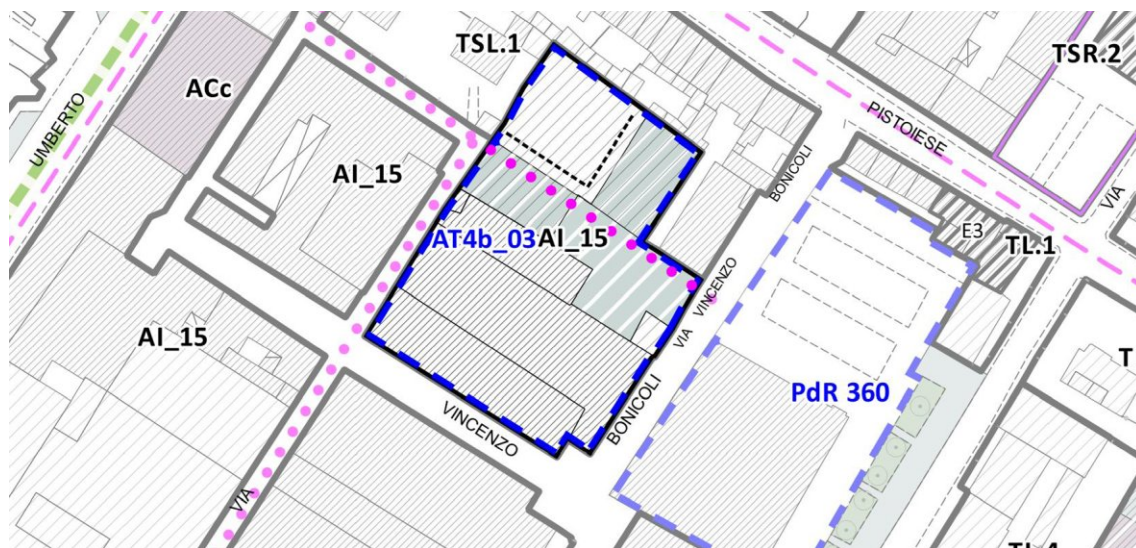 TSL.1
TSR.2
ACc
UMBERTO
PISTOIESE
BONICOLI
AI_15
VIA
E3
TL.1
AT4b_03
AI_15
VINCENZO
VIA
AI_15
T
PdR 360
BONICOLI
VINCENZO
VIA